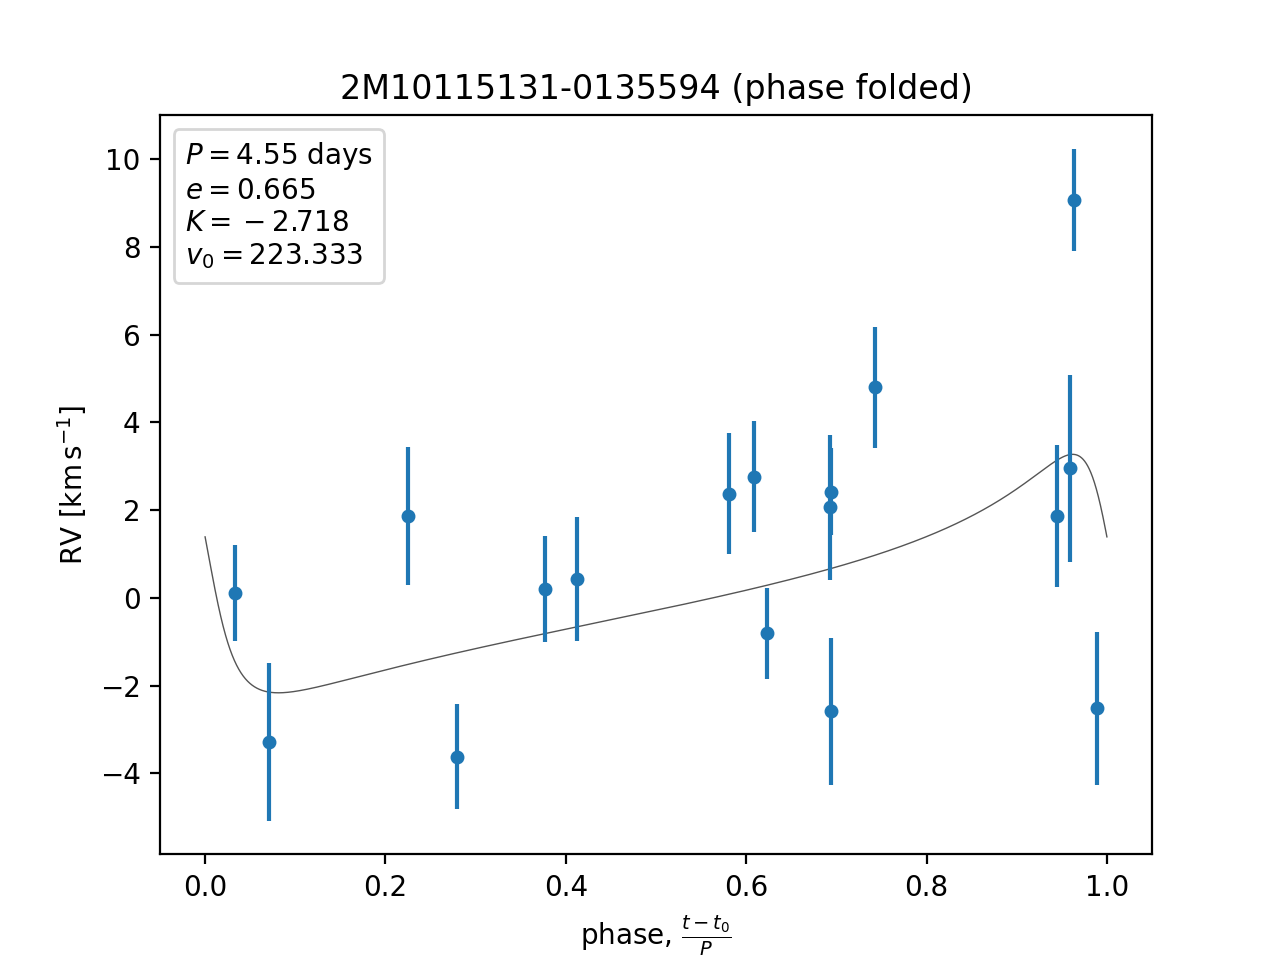 2M10115131-0135594 (phase folded)
P = 4.55 days
e = 0.665
K = −2.718
v₀ = 223.333
10
8
6
4
2
0
−2
−4
RV [km s⁻¹]
0.0 0.2 0.4 0.6 0.8 1.0
phase, (t − t₀)/P